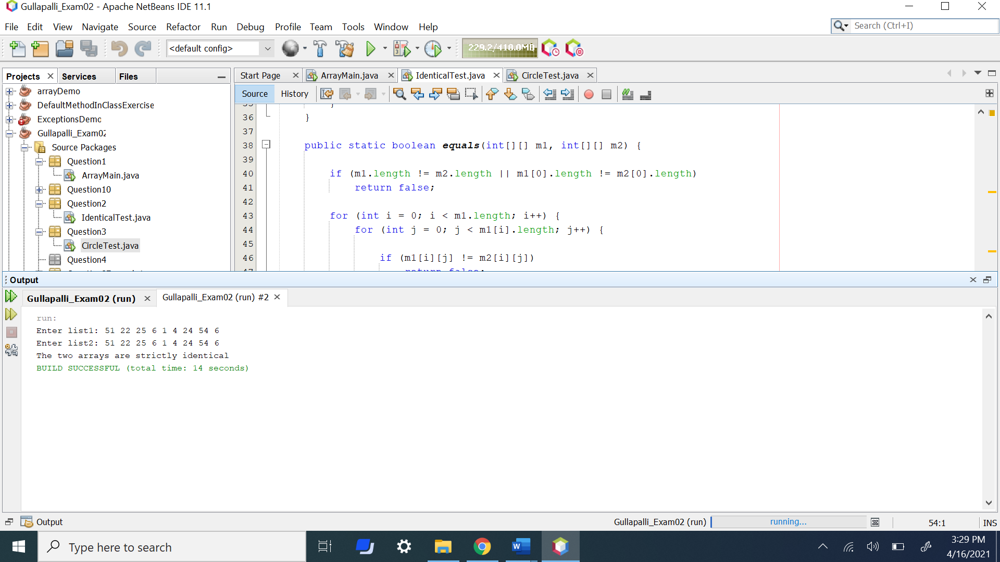 Gullapalli_Exam02 - Apache NetBeans IDE 11.1
File Edit View Navigate Source Refactor Run Debug Profile Team Tools Window Help
Search (Ctrl+I)
<default config>
229.2/418.0MB
Projects Services Files
Start Page ArrayMain.java IdenticalTest.java CircleTest.java
Source History
arrayDemo
DefaultMethodInClassExercise
ExceptionsDemo
Gullapalli_Exam02
Source Packages
Question1
ArrayMain.java
Question10
Question2
IdenticalTest.java
Question3
CircleTest.java
Question4
35 }
36 }
37
38 public static boolean equals(int[][] m1, int[][] m2) {
39
40 if (m1.length != m2.length || m1[0].length != m2[0].length)
41 return false;
42
43 for (int i = 0; i < m1.length; i++) {
44 for (int j = 0; j < m1[i].length; j++) {
45
46 if (m1[i][j] != m2[i][j])
47 return false;
Output
Gullapalli_Exam02 (run) Gullapalli_Exam02 (run) #2
run:
Enter list1: 51 22 25 6 1 4 24 54 6
Enter list2: 51 22 25 6 1 4 24 54 6
The two arrays are strictly identical
BUILD SUCCESSFUL (total time: 14 seconds)
Output
Gullapalli_Exam02 (run) running... 54:1 INS
Type here to search
3:29 PM
4/16/2021